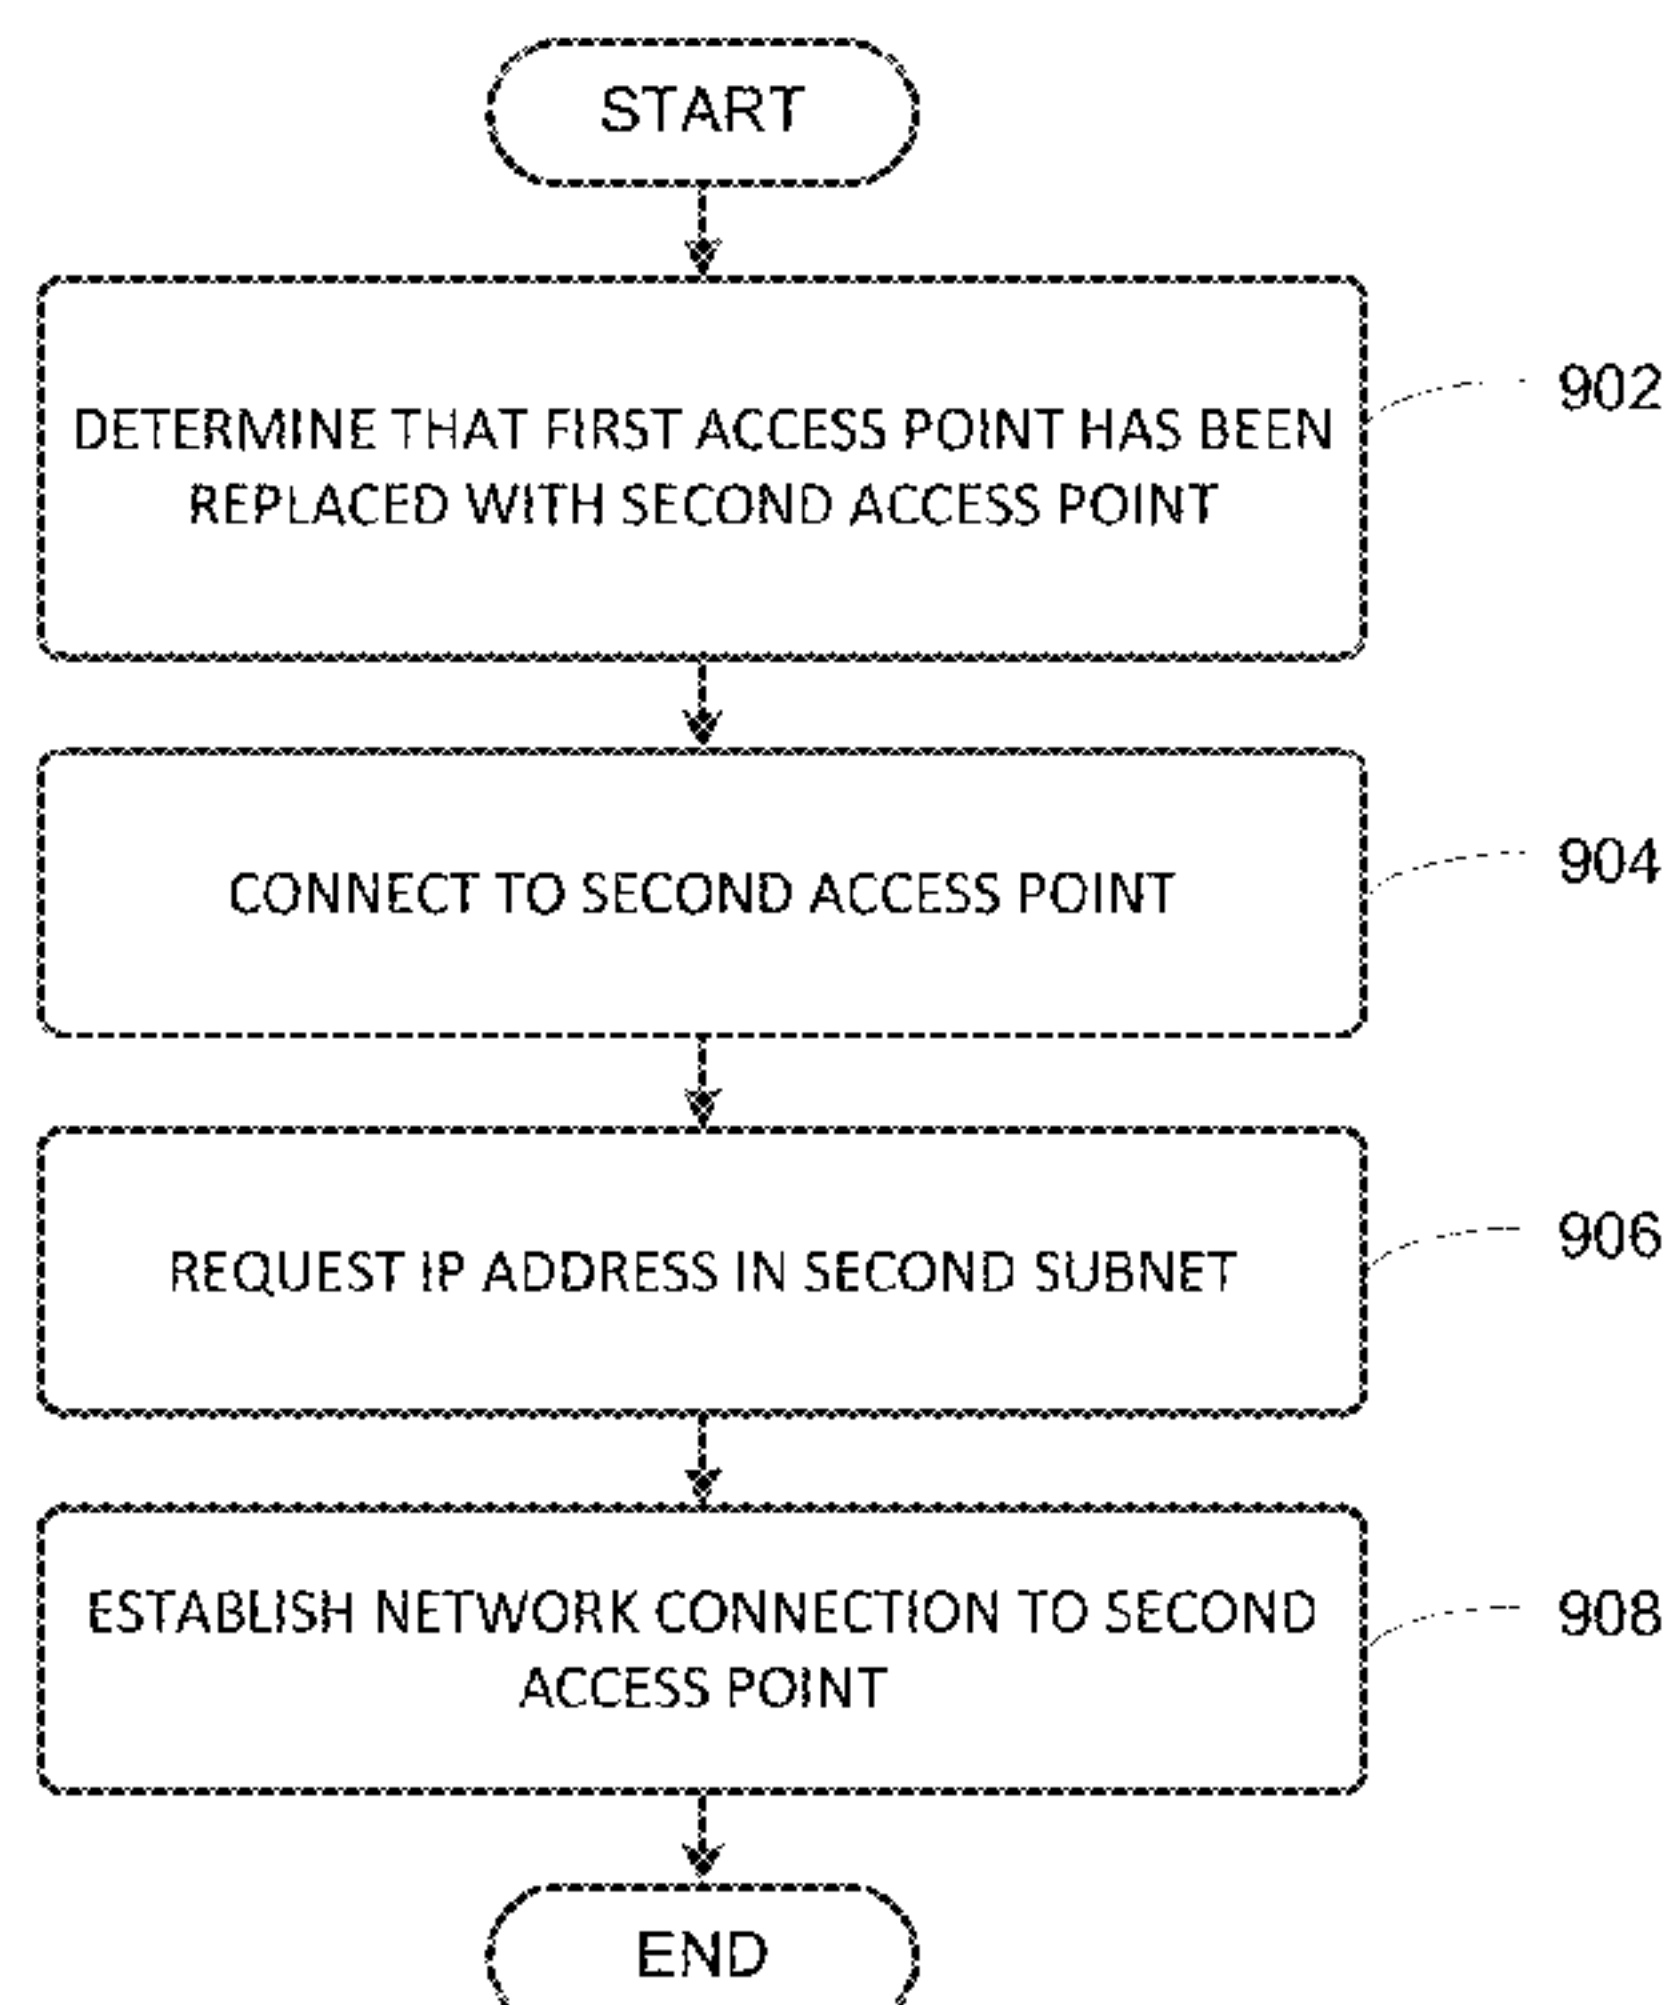 START
DETERMINE THAT FIRST ACCESS POINT HAS BEEN
REPLACED WITH SECOND ACCESS POINT
902
CONNECT TO SECOND ACCESS POINT
904
REQUEST IP ADDRESS IN SECOND SUBNET
906
ESTABLISH NETWORK CONNECTION TO SECOND
ACCESS POINT
908
END